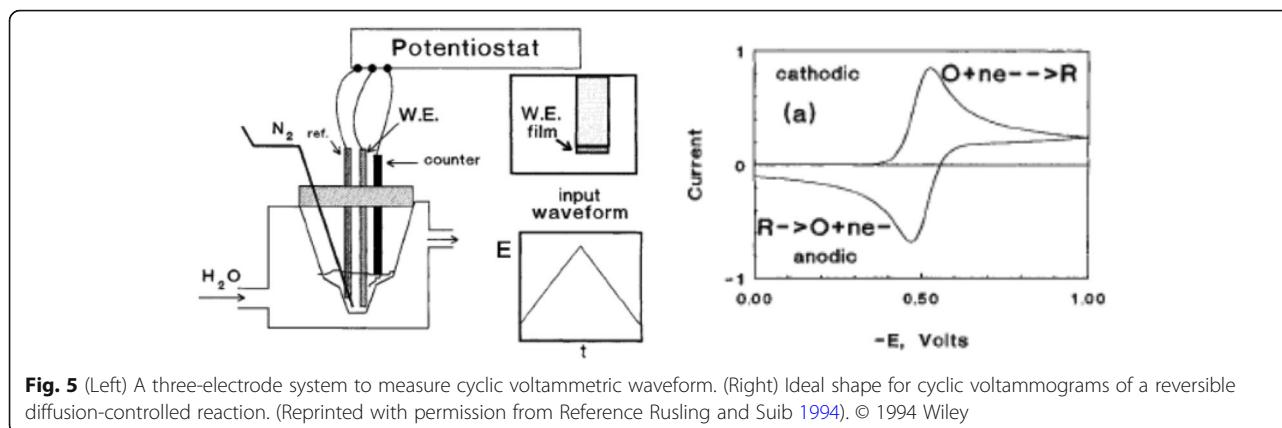 Potentiostat
N₂
ref.
W.E.
counter
H₂O
W.E.
film
input
waveform
E
t
1
cathodic
O+ne-->R
(a)
Current
0
R->O+ne-
anodic
-1
0.00
0.50
1.00
-E, Volts
Fig. 5 (Left) A three-electrode system to measure cyclic voltammetric waveform. (Right) Ideal shape for cyclic voltammograms of a reversible
diffusion-controlled reaction. (Reprinted with permission from Reference Rusling and Suib 1994). © 1994 Wiley